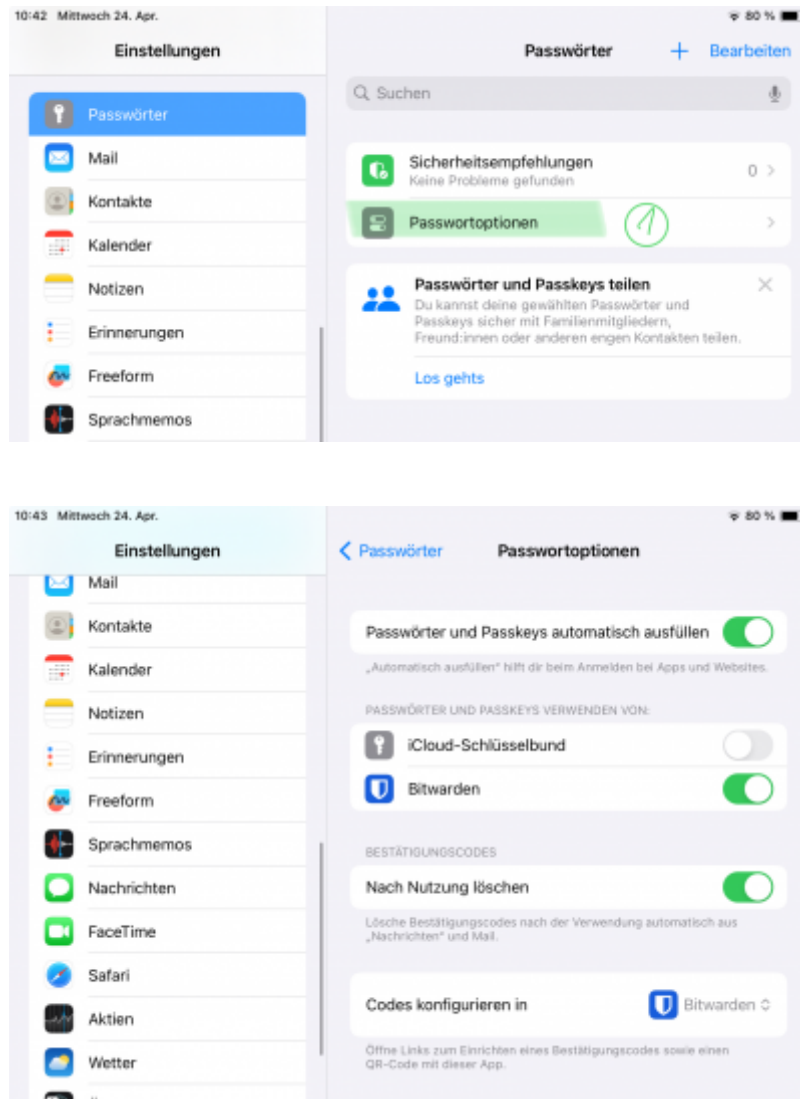 10:42 Mittwoch 24. Apr.
80 %
Einstellungen
Passwörter
Mail
Kontakte
Kalender
Notizen
Erinnerungen
Freeform
Sprachmemos
Passwörter
Bearbeiten
Suchen
Sicherheitsempfehlungen
0
Keine Probleme gefunden
Passwortoptionen
1
Passwörter und Passkeys teilen
Du kannst deine gewählten Passwörter und
Passkeys sicher mit Familienmitgliedern,
Freund:innen oder anderen engen Kontakten teilen.
Los gehts
10:43 Mittwoch 24. Apr.
80 %
Einstellungen
Mail
Kontakte
Kalender
Notizen
Erinnerungen
Freeform
Sprachmemos
Nachrichten
FaceTime
Safari
Aktien
Wetter
Passwörter
Passwortoptionen
Passwörter und Passkeys automatisch ausfüllen
„Automatisch ausfüllen“ hilft dir beim Anmelden bei Apps und Websites.
PASSWÖRTER UND PASSKEYS VERWENDEN VON:
iCloud-Schlüsselbund
Bitwarden
BESTÄTIGUNGSCODES
Nach Nutzung löschen
Lösche Bestätigungscodes nach der Verwendung automatisch aus
„Nachrichten“ und Mail.
Codes konfigurieren in
Bitwarden
Öffne Links zum Einrichten eines Bestätigungscodes sowie einen
QR-Code mit dieser App.